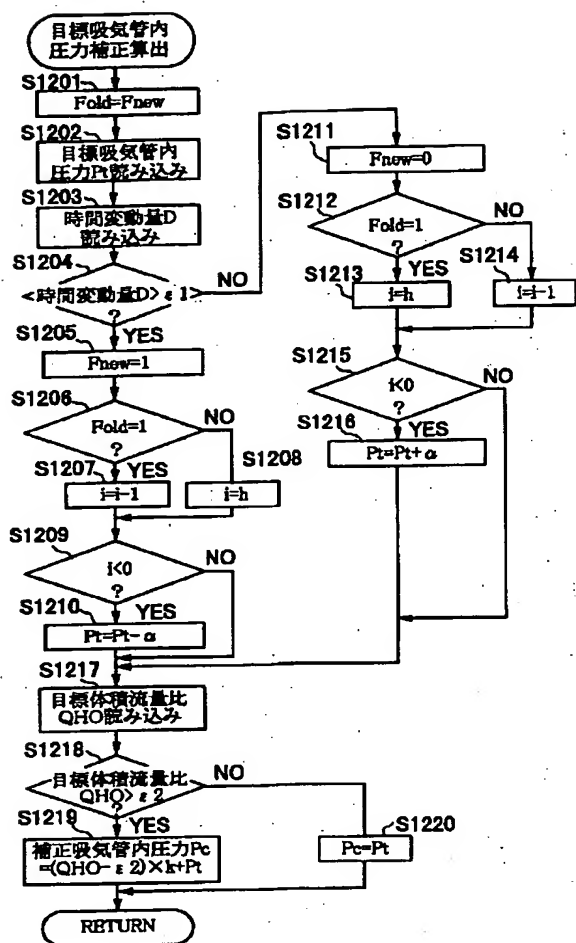 目標吸気管内
圧力補正算出
S1201
Fold=Fnew
S1202
目標吸気管内
圧力Pt読み込み
S1203
時間変動量D
読み込み
S1204
<時間変動量D> ε1>
?
NO
YES
S1205
Fnew=1
S1206
Fold=1
?
NO
YES
S1207
i=i-1
S1208
i=h
S1209
i<0
?
NO
YES
S1210
Pt=Pt-α
S1211
Fnew=0
S1212
Fold=1
?
NO
YES
S1213
i=h
S1214
i=i-1
S1215
i<0
?
NO
YES
S1216
Pt=Pt+α
S1217
目標体積流量比
QHO読み込み
S1218
目標体積流量比
QHO> ε2
?
NO
YES
S1219
補正吸気管内圧力Pc
=(QHO-ε2)×k+Pt
S1220
Pc=Pt
RETURN